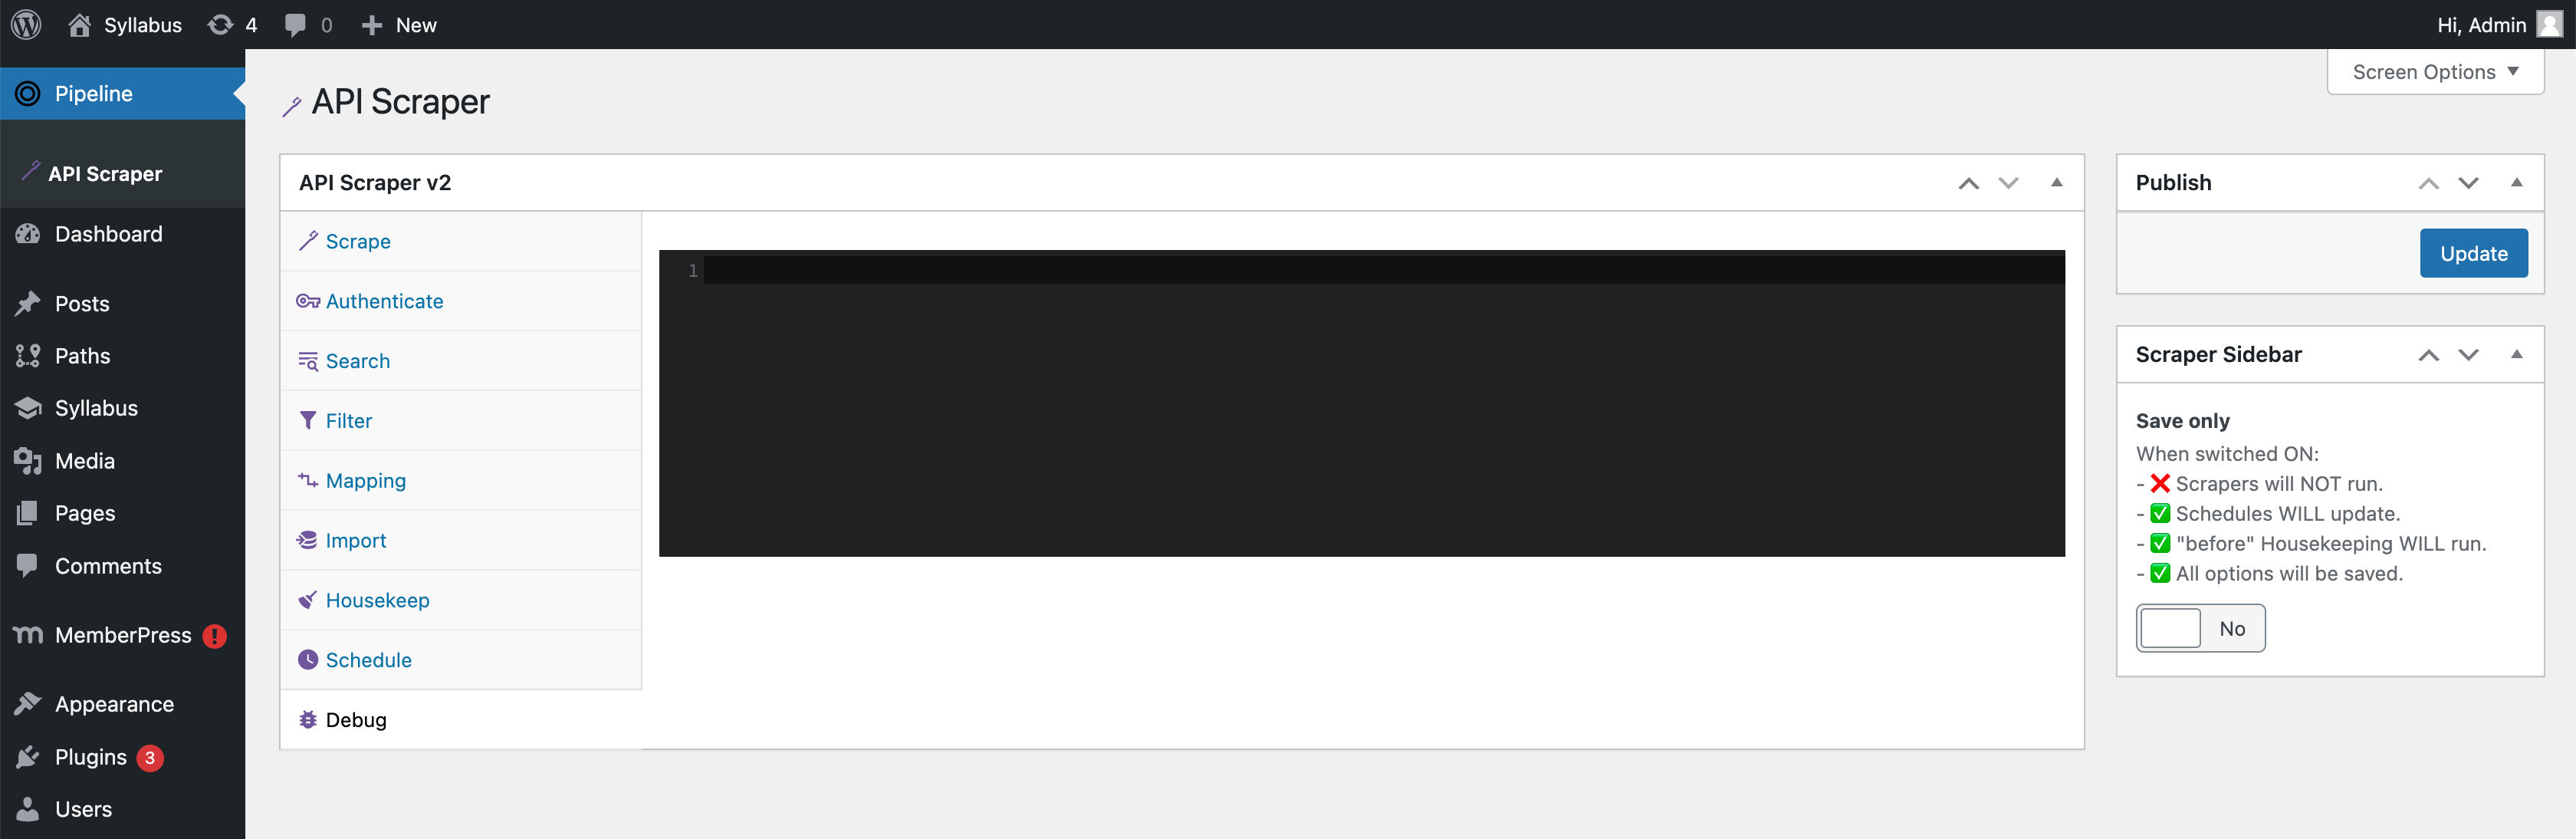 Syllabus
4
0
New
Hi, Admin
Screen Options
Pipeline
API Scraper
Dashboard
Posts
Paths
Syllabus
Media
Pages
Comments
MemberPress !
Appearance
Plugins 3
Users
API Scraper
API Scraper v2
Scrape
Authenticate
Search
Filter
Mapping
Import
Housekeep
Schedule
Debug
1
Publish
Update
Scraper Sidebar
Save only
When switched ON:
- ❌ Scrapers will NOT run.
- ✅ Schedules WILL update.
- ✅ "before" Housekeeping WILL run.
- ✅ All options will be saved.
No